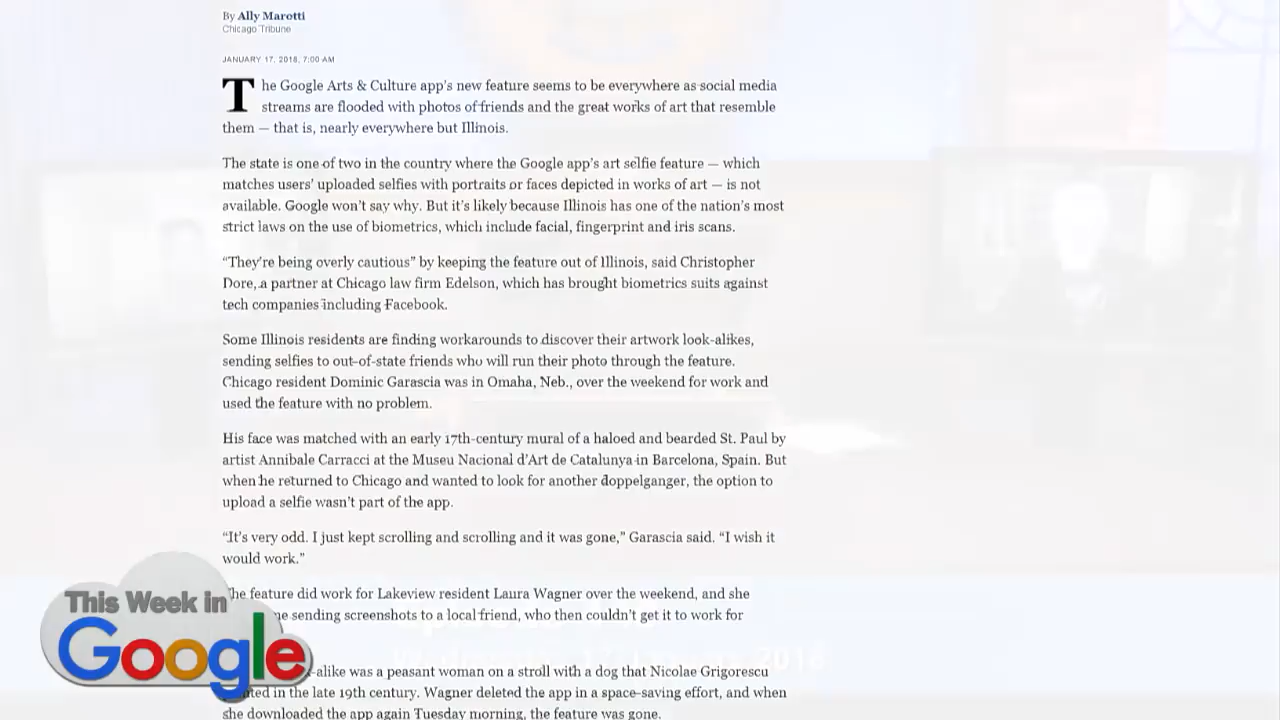 By Ally Marotti
Chicago Tribune
JANUARY 17, 2018, 7:00 AM
The Google Arts & Culture app's new feature seems to be everywhere as social media
streams are flooded with photos of friends and the great works of art that resemble
them — that is, nearly everywhere but Illinois.
The state is one of two in the country where the Google app's art selfie feature — which
matches users' uploaded selfies with portraits or faces depicted in works of art — is not
available. Google won't say why. But it's likely because Illinois has one of the nation's most
strict laws on the use of biometrics, which include facial, fingerprint and iris scans.
“They're being overly cautious” by keeping the feature out of Illinois, said Christopher
Dore, a partner at Chicago law firm Edelson, which has brought biometrics suits against
tech companies including Facebook.
Some Illinois residents are finding workarounds to discover their artwork look-alikes,
sending selfies to out-of-state friends who will run their photo through the feature.
Chicago resident Dominic Garascia was in Omaha, Neb., over the weekend for work and
used the feature with no problem.
His face was matched with an early 17th-century mural of a haloed and bearded St. Paul by
artist Annibale Carracci at the Museu Nacional d'Art de Catalunya in Barcelona, Spain. But
when he returned to Chicago and wanted to look for another doppelganger, the option to
upload a selfie wasn't part of the app.
“It's very odd. I just kept scrolling and scrolling and it was gone,” Garascia said. “I wish it
would work.”
he feature did work for Lakeview resident Laura Wagner over the weekend, and she
sending screenshots to a local friend, who then couldn't get it to work for
-alike was a peasant woman on a stroll with a dog that Nicolae Grigorescu
in the late 19th century. Wagner deleted the app in a space-saving effort, and when
she downloaded the app again Tuesday morning, the feature was gone.
This Week in
Google
2018